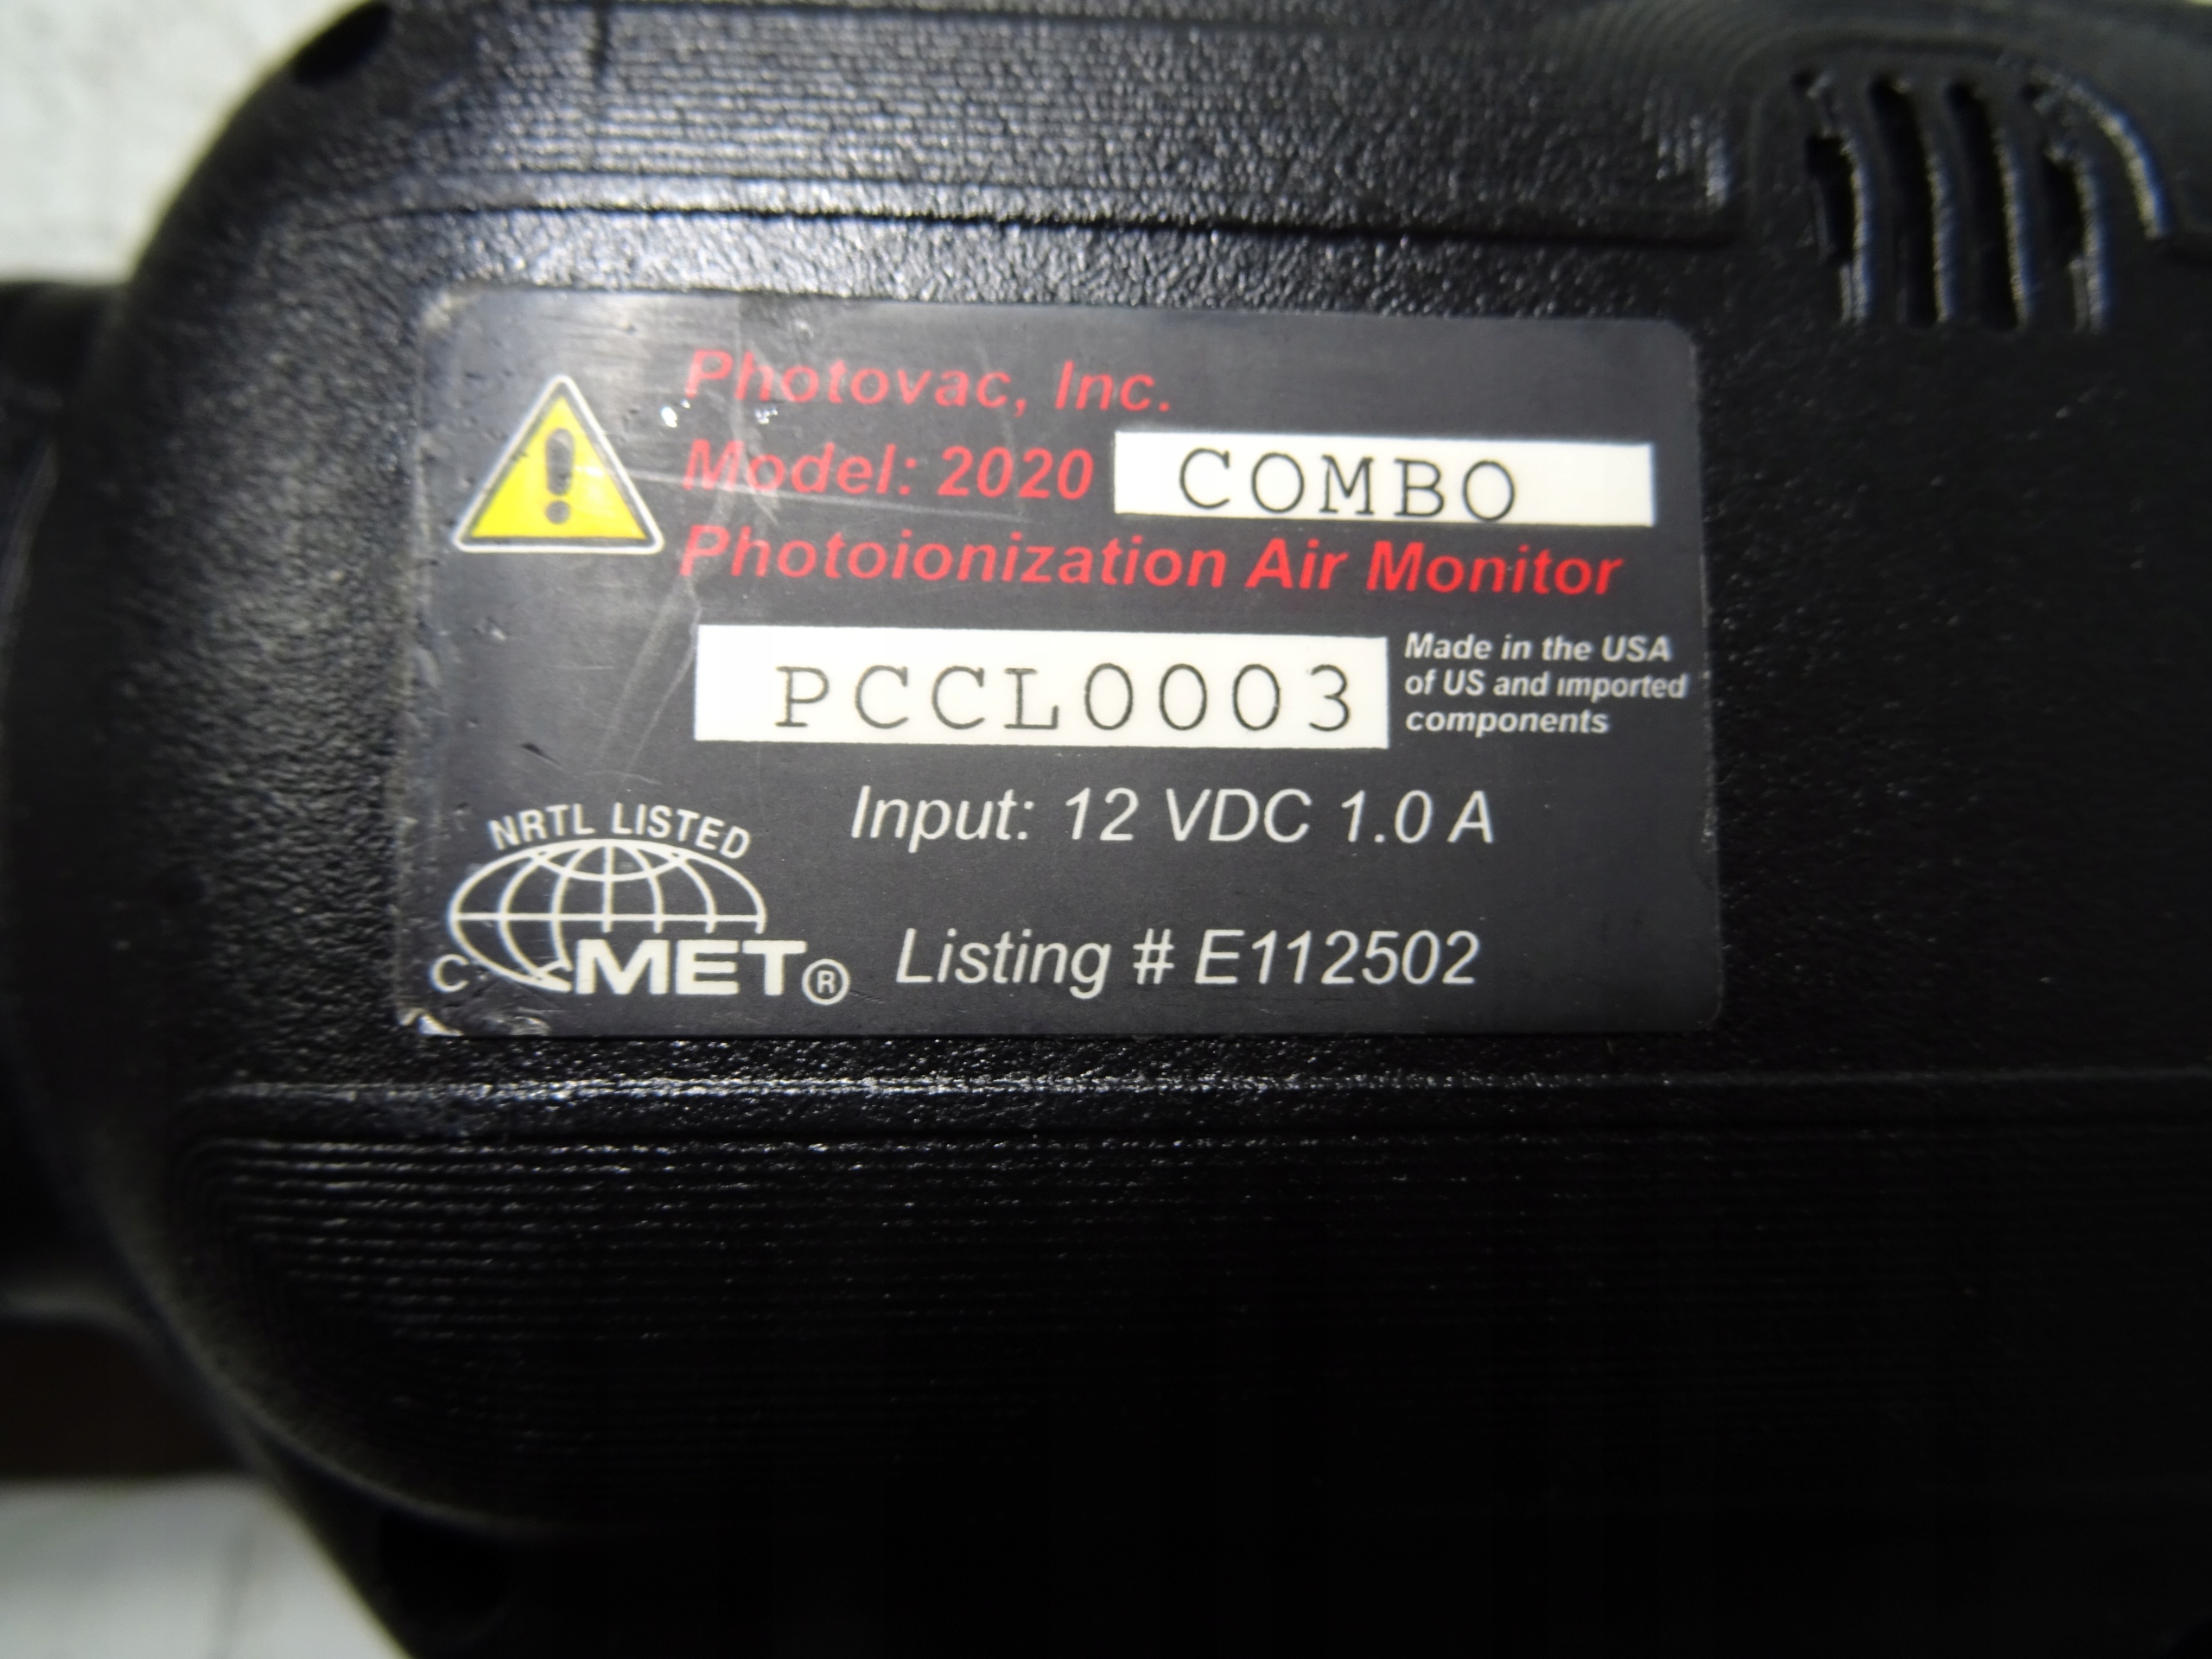 Photovac, Inc.
Model: 2020 COMBO
Photoionization Air Monitor
PCCL0003
Made in the USA
of US and imported
components
Input: 12 VDC 1.0 A
NRTL LISTED
C MET®
Listing # E112502